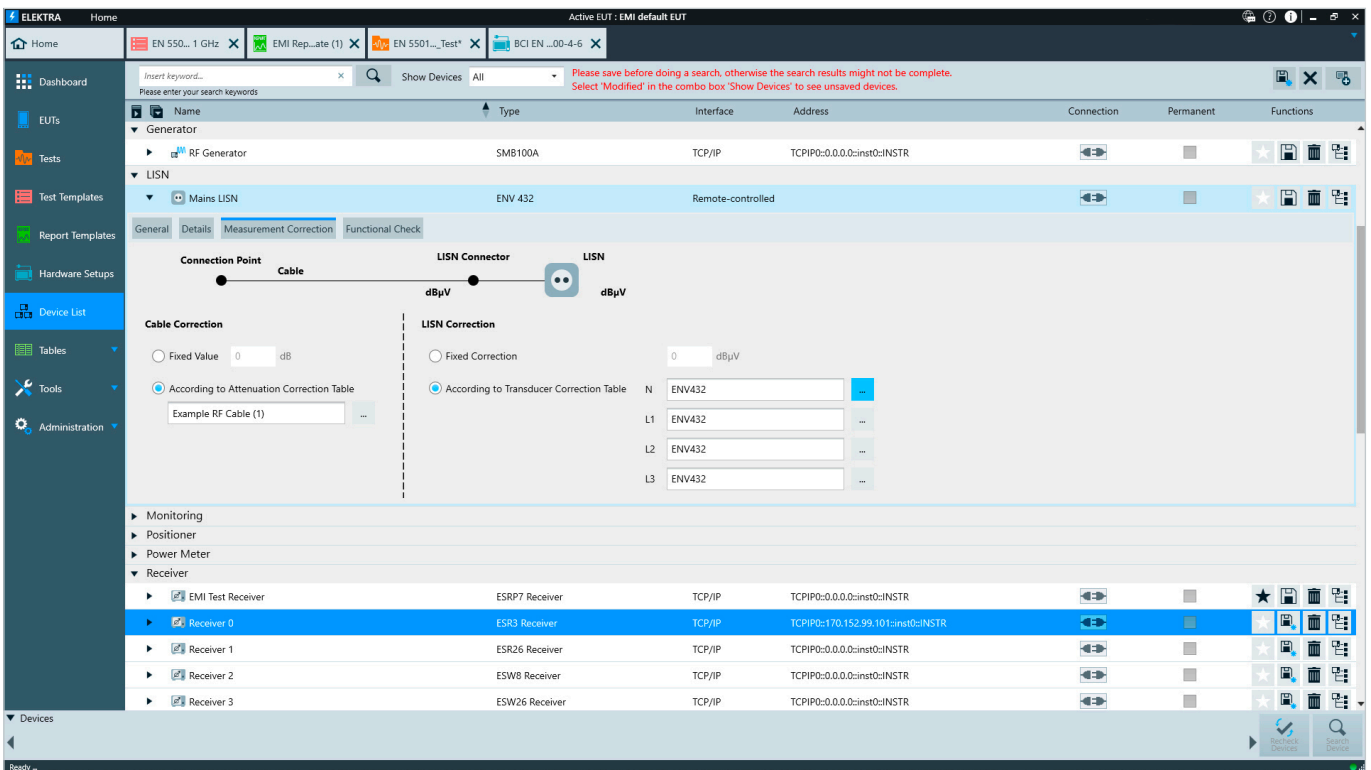 ELEKTRA Home Active EUT : EMI default EUT
Home EN 550... 1 GHz EMI Rep...ate (1) EN 5501..._Test* BCI EN ...00-4-6
Dashboard
EUTs
Tests
Test Templates
Report Templates
Hardware Setups
Device List
Tables
Tools
Administration
Insert keyword... Show Devices All Please save before doing a search, otherwise the search results might not be complete.
Please enter your search keywords Select 'Modified' in the combo box 'Show Devices' to see unsaved devices.
Name Type Interface Address Connection Permanent Functions
Generator
RF Generator SMB100A TCP/IP TCPIP0::0.0.0.0::inst0::INSTR
LISN
Mains LISN ENV 432 Remote-controlled
General Details Measurement Correction Functional Check
Connection Point Cable LISN Connector LISN
dBµV dBµV
Cable Correction LISN Correction
Fixed Value 0 dB Fixed Correction 0 dBµV
According to Attenuation Correction Table According to Transducer Correction Table N ENV432 ...
Example RF Cable (1) ...
L1 ENV432 ...
L2 ENV432 ...
L3 ENV432 ...
Monitoring
Positioner
Power Meter
Receiver
EMI Test Receiver ESRP7 Receiver TCP/IP TCPIP0::0.0.0.0::inst0::INSTR
Receiver 0 ESR3 Receiver TCP/IP TCPIP0::170.152.99.101::inst0::INSTR
Receiver 1 ESR26 Receiver TCP/IP TCPIP0::0.0.0.0::inst0::INSTR
Receiver 2 ESW8 Receiver TCP/IP TCPIP0::0.0.0.0::inst0::INSTR
Receiver 3 ESW26 Receiver TCP/IP TCPIP0::0.0.0.0::inst0::INSTR
Devices
Recheck Devices Search Device
Ready ...